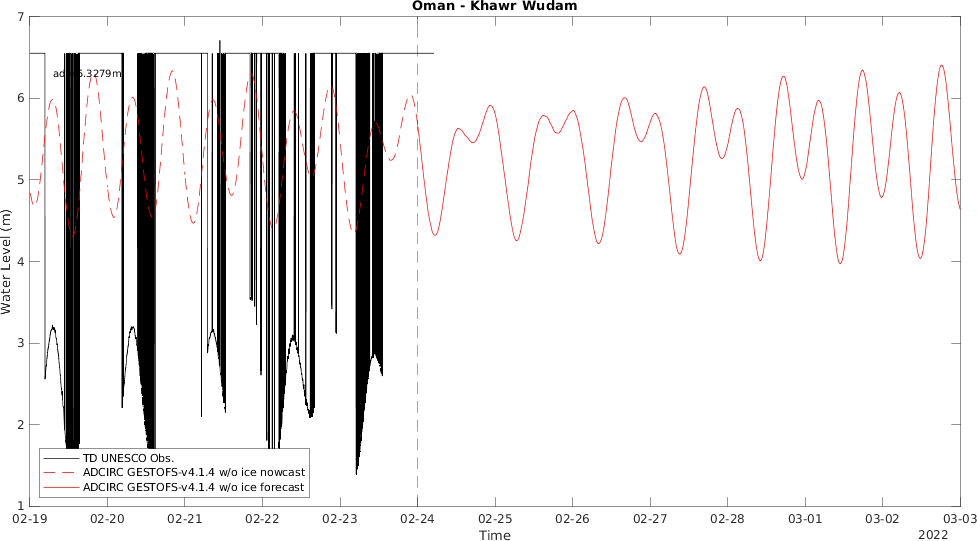 Oman - Khawr Wudam
7
6
5
4
3
2
1
Water Level (m)
3279m
TD UNESCO Obs.
ADCIRC GESTOFS-v4.1.4 w/o ice nowcast
ADCIRC GESTOFS-v4.1.4 w/o ice forecast
02-19 02-20 02-21 02-22 02-23 02-24 02-25 02-26 02-27 02-28 03-01 03-02 03-03
Time
2022